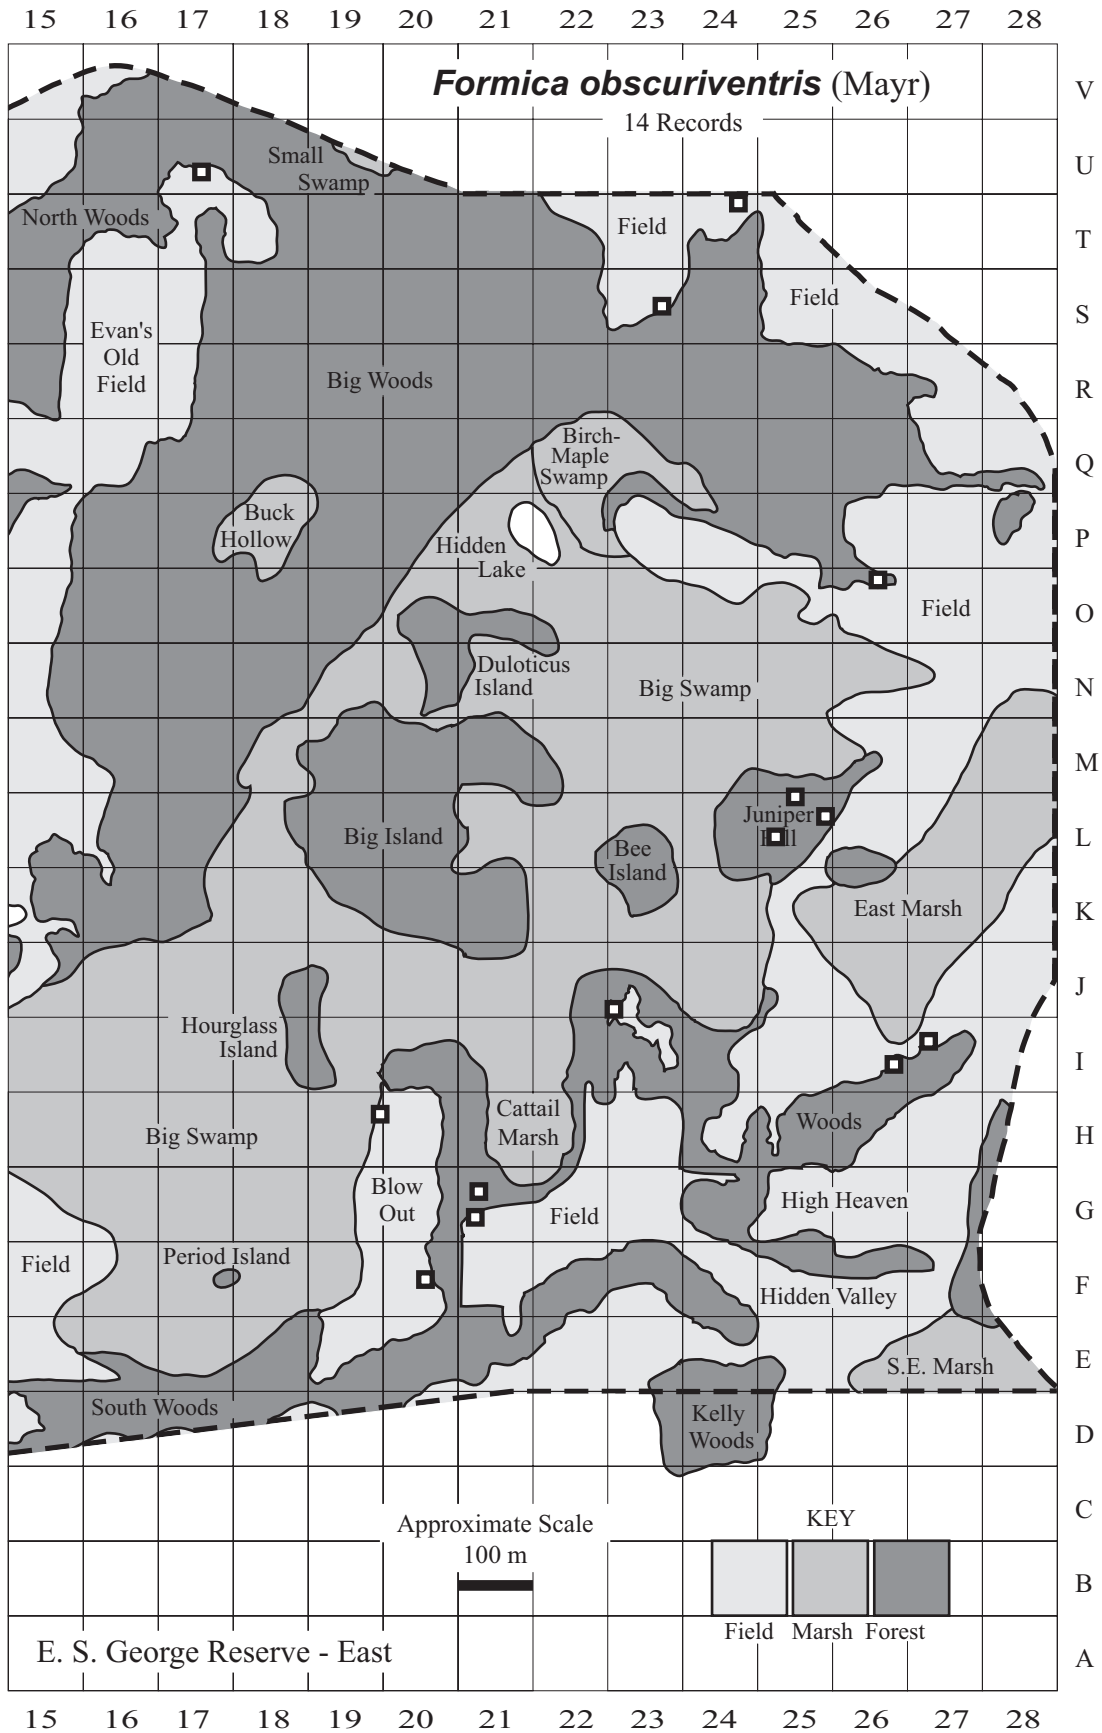 15 16 17 18 19 20 21 22 23 24 25 26 27 28
Formica obscuriventris (Mayr)
14 Records
V
U
T
S
R
Q
P
O
N
M
L
K
J
I
H
G
F
E
D
C
B
A
Small
Swamp
North Woods
Field
Field
Evan's
Old
Field
Big Woods
Birch-
Maple
Swamp
Buck
Hollow
Hidden
Lake
Field
Duloticus
Island
Big Swamp
Juniper
Hill
Big Island
Bee
Island
East Marsh
Hourglass
Island
Cattail
Marsh
Woods
Big Swamp
Blow
Out
High Heaven
Field
Period Island
Field
Hidden Valley
S.E. Marsh
South Woods
Kelly
Woods
Approximate Scale
100 m
KEY
Field Marsh Forest
E. S. George Reserve - East
15 16 17 18 19 20 21 22 23 24 25 26 27 28